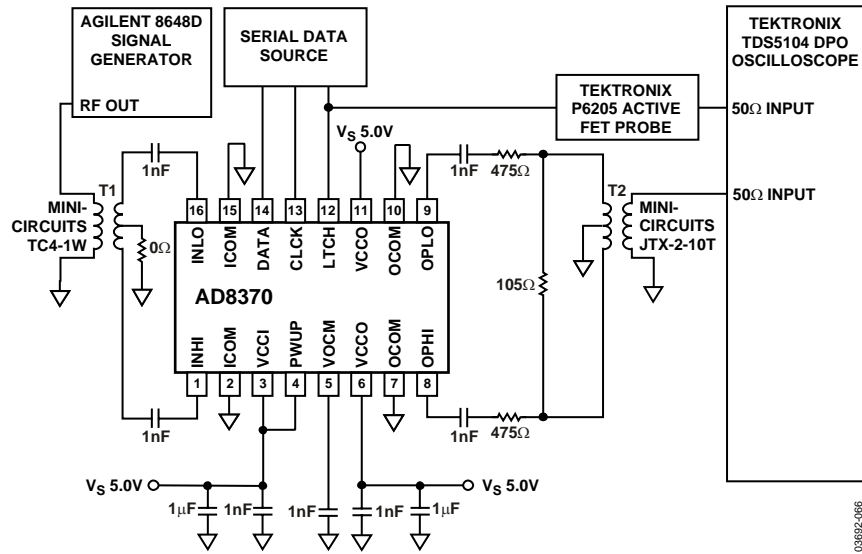 AGILENT 8648D
SIGNAL
GENERATOR
RF OUT
SERIAL DATA
SOURCE
TEKTRONIX
TDS5104 DPO
OSCILLOSCOPE
TEKTRONIX
P6205 ACTIVE
FET PROBE
50Ω INPUT
50Ω INPUT
VS 5.0V
1nF
1nF
475Ω
T1
T2
MINI-
CIRCUITS
TC4-1W
0Ω
MINI-
CIRCUITS
JTX-2-10T
16
15
14
13
12
11
10
9
INLO
ICOM
DATA
CLCK
LTCH
VCCO
OCOM
OPLO
AD8370
105Ω
INHI
ICOM
VCCI
PWUP
VOCM
VCCO
OCOM
OPHI
1
2
3
4
5
6
7
8
1nF
1nF
475Ω
VS 5.0V
VS 5.0V
1μF
1nF
1nF
1nF
1μF
03692-066